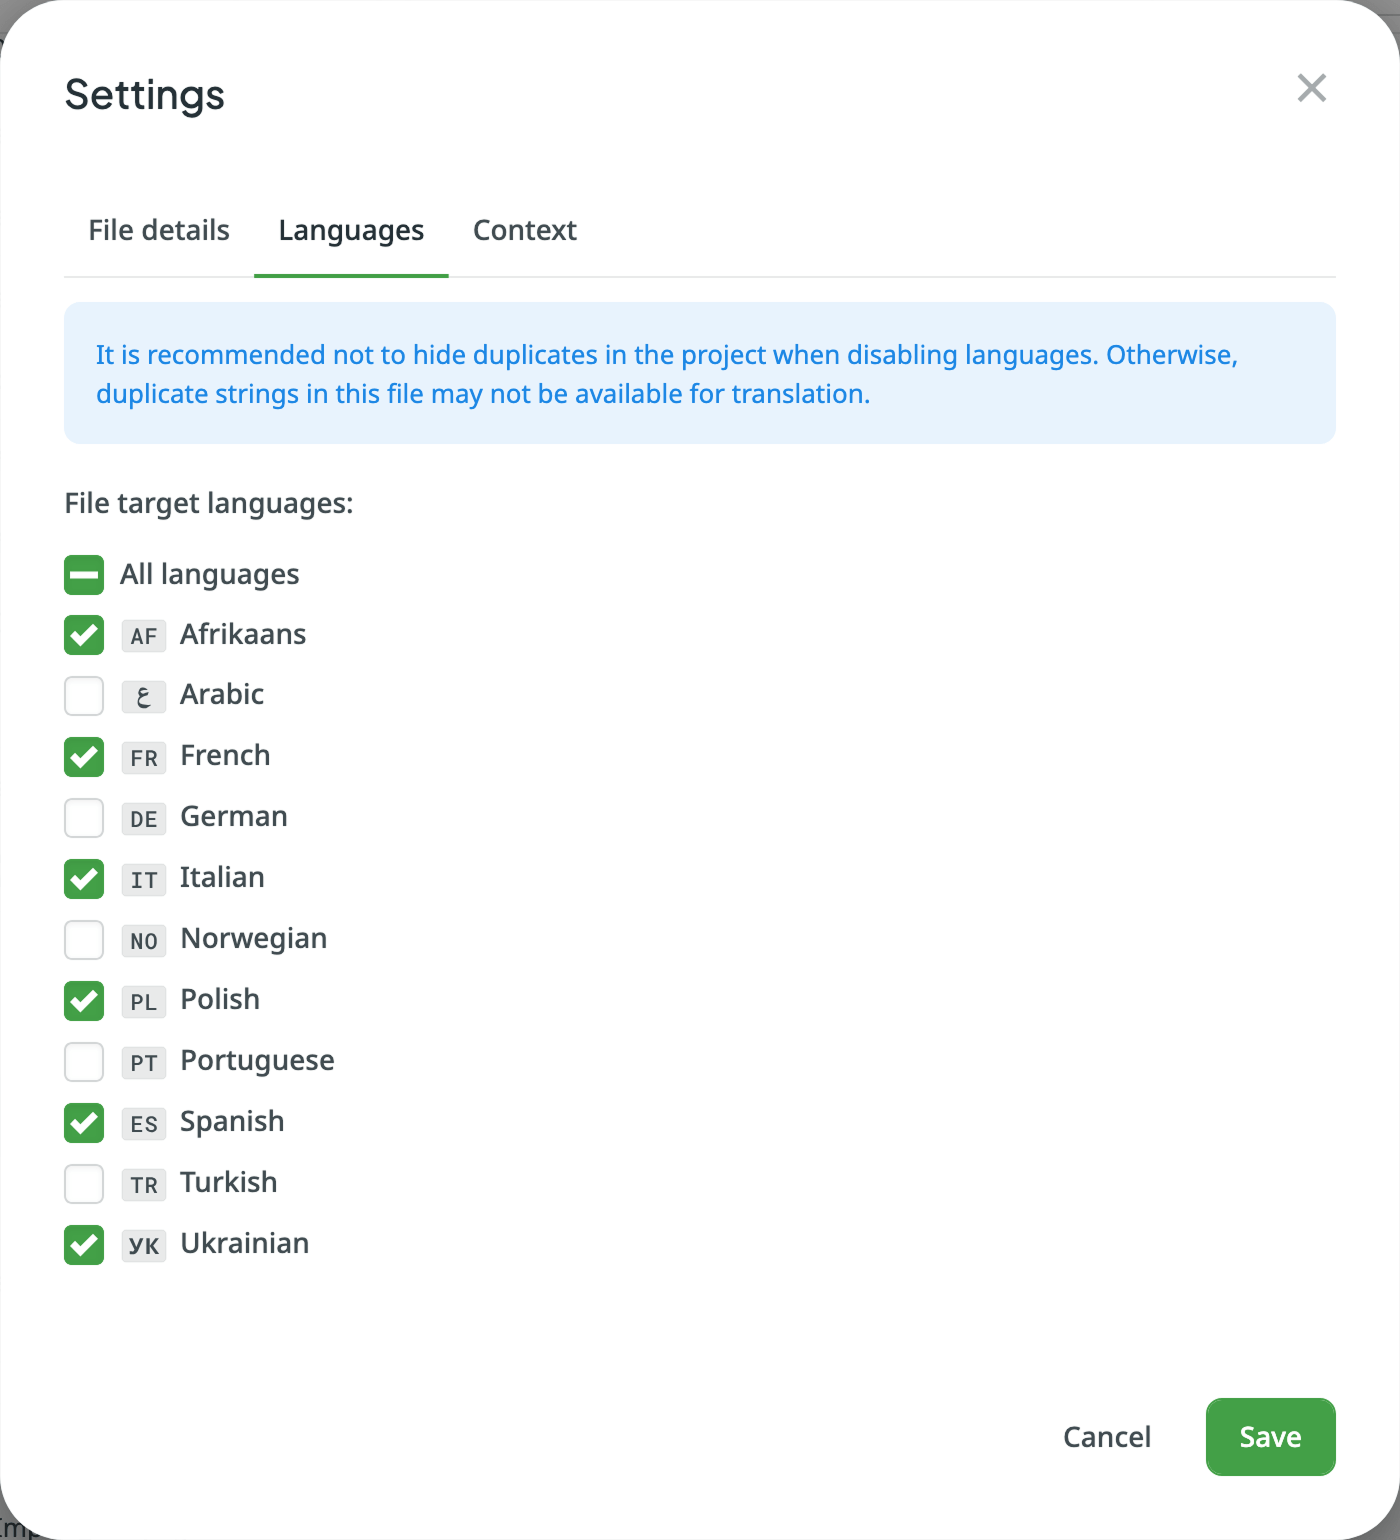 Settings
File details Languages Context
It is recommended not to hide duplicates in the project when disabling languages. Otherwise,
duplicate strings in this file may not be available for translation.
File target languages:
All languages
AF Afrikaans
ع Arabic
FR French
DE German
IT Italian
NO Norwegian
PL Polish
PT Portuguese
ES Spanish
TR Turkish
УК Ukrainian
Cancel Save